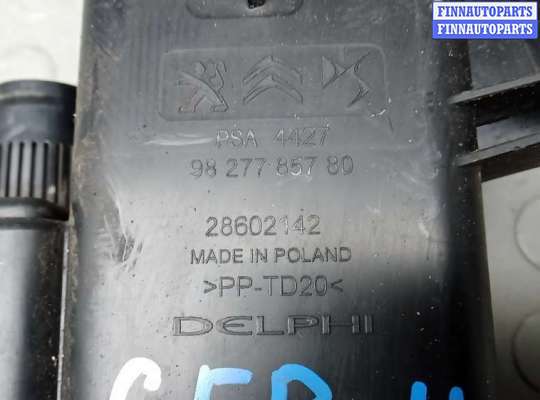 FINNAUTOPARTS
FINNAUTOPARTS
PSA 4427
98 277 857 80
28602142
MADE IN POLAND
>PP-TD20<
DELPHI